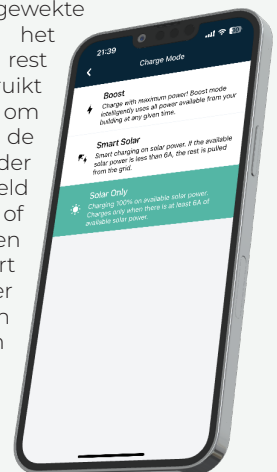 gewekte
het
rest
ruikt
om
de
der
eld
of
en
rt
er
n
n
21:39
Charge Mode
Boost
Charge with maximum power! Boost mode
intelligently uses all power available from your
building at any given time.
Smart Solar
Smart charging on solar power. If the available
solar power is less than 6A, the rest is pulled
from the grid.
Solar Only
Charging 100% on available solar power.
Charges only when there is at least 6A of
available solar power.